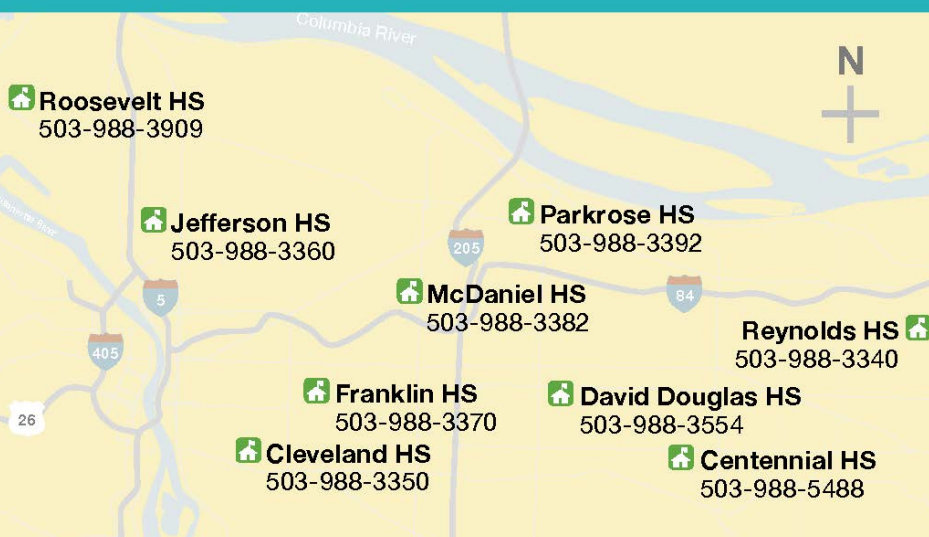 Columbia River
N
Roosevelt HS
503-988-3909
Jefferson HS
503-988-3360
Parkrose HS
503-988-3392
205
McDaniel HS
503-988-3382
5
84
405
Reynolds HS
503-988-3340
26
Franklin HS
503-988-3370
David Douglas HS
503-988-3554
Cleveland HS
503-988-3350
Centennial HS
503-988-5488